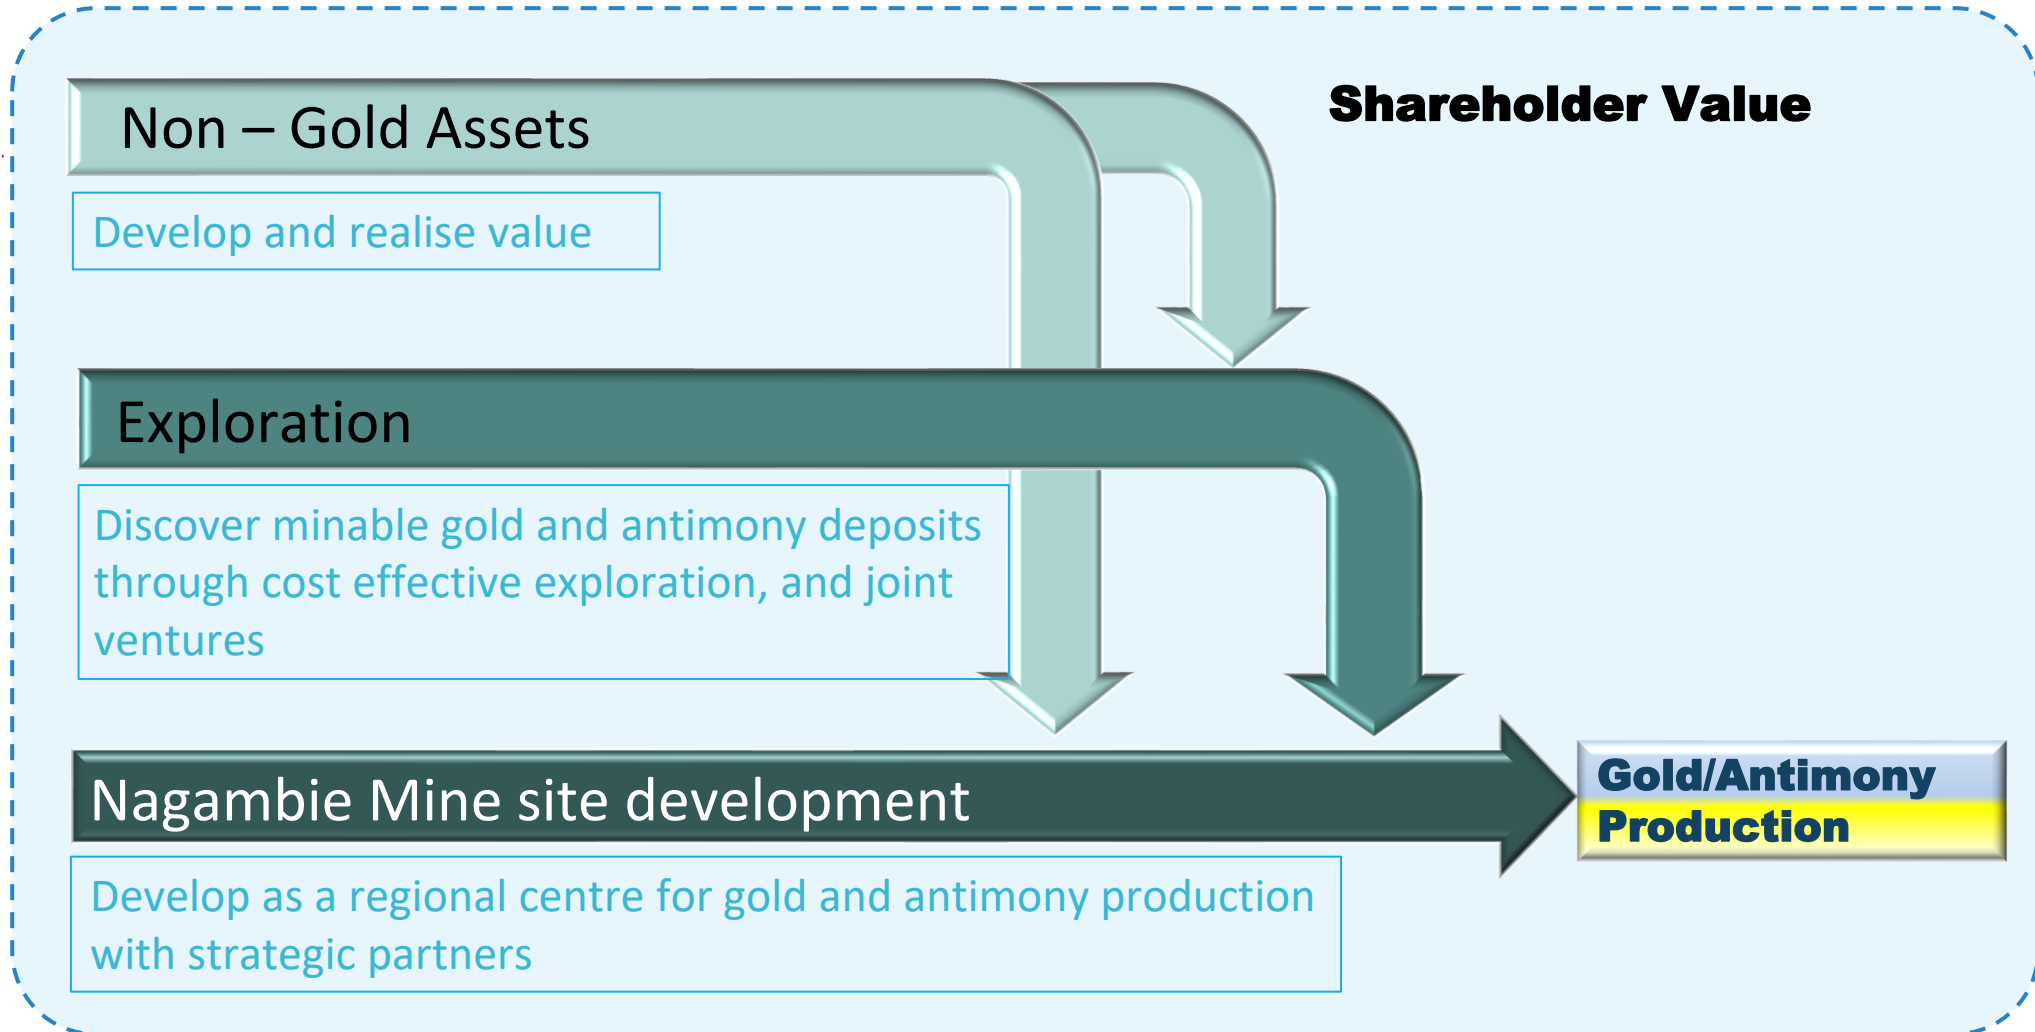 Shareholder Value
Non – Gold Assets
Develop and realise value
Exploration
Discover minable gold and antimony deposits
through cost effective exploration, and joint
ventures
Nagambie Mine site development
Gold/Antimony
Production
Develop as a regional centre for gold and antimony production
with strategic partners